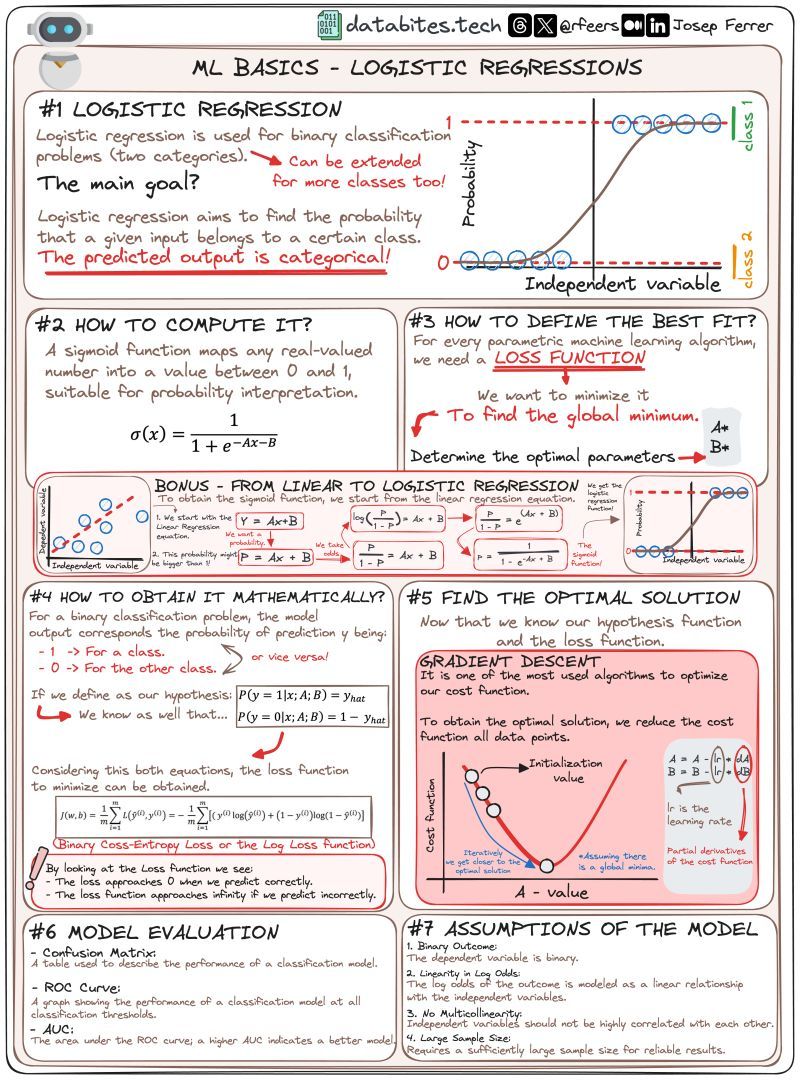 databites.tech @rfeers Josep Ferrer
ML BASICS - LOGISTIC REGRESSIONS
#1 LOGISTIC REGRESSION
Logistic regression is used for binary classification
problems (two categories).
Can be extended
for more classes too!
The main goal?
Logistic regression aims to find the probability
that a given input belongs to a certain class.
The predicted output is categorical!
1
Probability
0
Independent variable
class 1
class 2
#2 HOW TO COMPUTE IT?
A sigmoid function maps any real-valued
number into a value between 0 and 1,
suitable for probability interpretation.
σ(x) = 1 / (1 + e^(-Ax-B))
#3 HOW TO DEFINE THE BEST FIT?
For every parametric machine learning algorithm,
we need a LOSS FUNCTION
We want to minimize it
To find the global minimum.
Determine the optimal parameters
A*
B*
BONUS - FROM LINEAR TO LOGISTIC REGRESSION
To obtain the sigmoid function, we start from the linear regression equation.
Dependent variable
Independent variable
1. We start with the
Linear Regression
equation.
Y = Ax+B
We want a
probability.
2. This probability might
be bigger than 1!
P = Ax + B
We take
odds
P / (1 - P) = Ax + B
log(P / (1 - P)) = Ax + B
P / (1 - P) = e^(Ax + B)
P = 1 / (1 - e^(-Ax + B))
The
sigmoid
function!
We get the
logistic
regression
function!
1
Probability
0
Independent variable
#4 HOW TO OBTAIN IT MATHEMATICALLY?
For a binary classification problem, the model
output corresponds the probability of prediction y being:
- 1 -> For a class.
- 0 -> For the other class.
or vice versa!
If we define as our hypothesis:
P(y = 1|x; A; B) = yhat
We know as well that...
P(y = 0|x; A; B) = 1 - yhat
Considering this both equations, the loss function
to minimize can be obtained.
J(w,b) = 1/m Σ(i=1..m) L(ŷ^(i), y^(i)) = - 1/m Σ(i=1..m) [( y^(i) log(ŷ^(i)) + (1 - y^(i))log(1 - ŷ^(i))]
(Binary Coss-Entropy Loss or the Log Loss function)
By looking at the Loss function we see:
- The loss approaches 0 when we predict correctly.
- The loss function approaches infinity if we predict incorrectly.
#5 FIND THE OPTIMAL SOLUTION
Now that we know our hypothesis function
and the loss function.
GRADIENT DESCENT
It is one of the most used algorithms to optimize
our cost function.
To obtain the optimal solution, we reduce the cost
function all data points.
Initialization
value
Cost function
Iteratively
we get closer to the
optimal solution
*Assuming there
is a global minima.
A - value
A = A - lr * dA
B = B - lr * dB
lr is the
learning rate
Partial derivatives
of the cost function
#6 MODEL EVALUATION
- Confusion Matrix:
A table used to describe the performance of a classification model.
- ROC Curve:
A graph showing the performance of a classification model at all
classification thresholds.
- AUC:
The area under the ROC curve; a higher AUC indicates a better model.
#7 ASSUMPTIONS OF THE MODEL
1. Binary Outcome:
The dependent variable is binary.
2. Linearity in Log Odds:
The log odds of the outcome is modeled as a linear relationship
with the independent variables.
3. No Multicollinearity:
Independent variables should not be highly correlated with each other.
4. Large Sample Size:
Requires a sufficiently large sample size for reliable results.